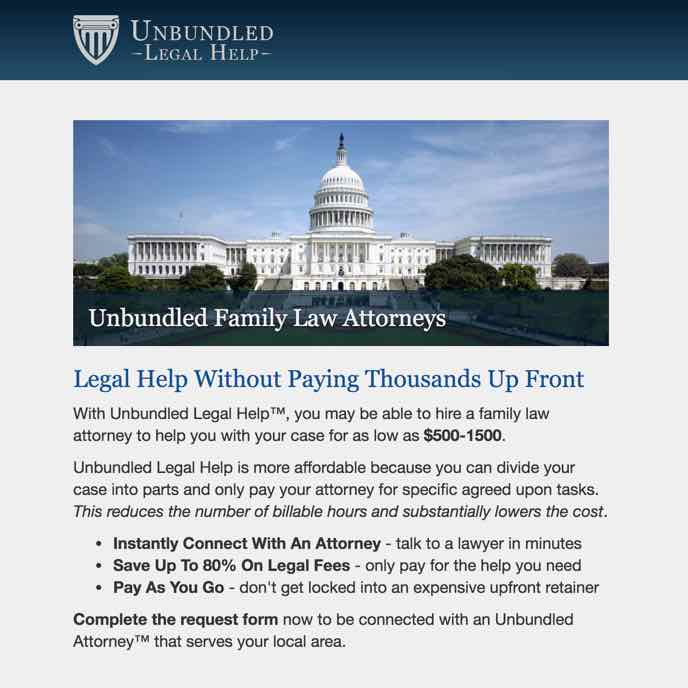 UNBUNDLED
–LEGAL HELP–
Unbundled Family Law Attorneys
Legal Help Without Paying Thousands Up Front
With Unbundled Legal Help™, you may be able to hire a family law
attorney to help you with your case for as low as $500-1500.
Unbundled Legal Help is more affordable because you can divide your
case into parts and only pay your attorney for specific agreed upon tasks.
This reduces the number of billable hours and substantially lowers the cost.
• Instantly Connect With An Attorney - talk to a lawyer in minutes
• Save Up To 80% On Legal Fees - only pay for the help you need
• Pay As You Go - don't get locked into an expensive upfront retainer
Complete the request form now to be connected with an Unbundled
Attorney™ that serves your local area.